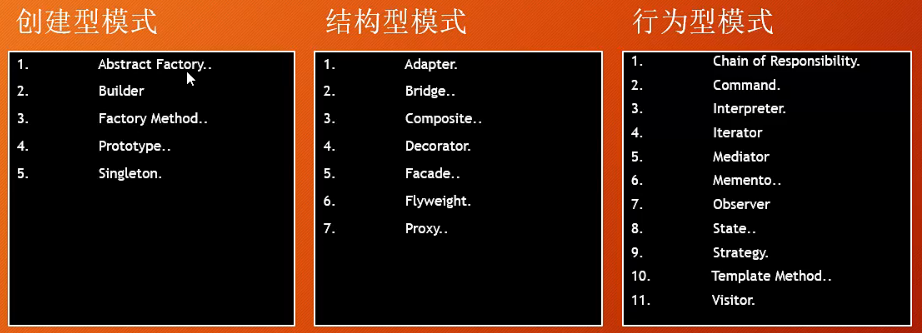 创建型模式
1. Abstract Factory..
2. Builder
3. Factory Method..
4. Prototype..
5. Singleton.
结构型模式
1. Adapter.
2. Bridge..
3. Composite..
4. Decorator.
5. Facade..
6. Flyweight.
7. Proxy..
行为型模式
1. Chain of Responsibility.
2. Command.
3. Interpreter.
4. Iterator
5. Mediator
6. Memento..
7. Observer
8. State..
9. Strategy.
10. Template Method..
11. Visitor.